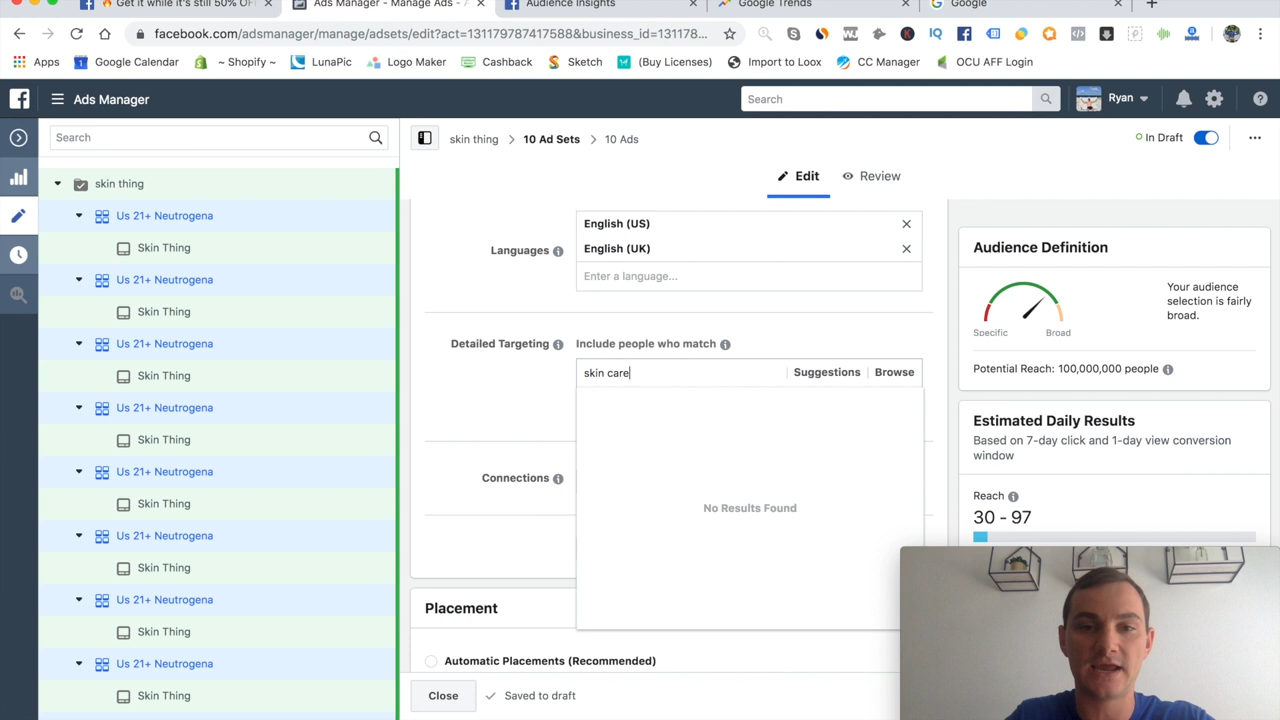 Get it while it's still 50% OFF
Ads Manager - Manage Ads - A
Audience Insights
Google Trends
Google
facebook.com/adsmanager/manage/adsets/edit?act=131179787417588&business_id=131178...
Apps
Google Calendar
~ Shopify ~
LunaPic
Logo Maker
Cashback
Sketch
(Buy Licenses)
Import to Loox
CC Manager
OCU AFF Login
Ads Manager
Search
Ryan
Search
skin thing
10 Ad Sets
10 Ads
In Draft
Edit
Review
skin thing
Us 21+ Neutrogena
Skin Thing
Us 21+ Neutrogena
Skin Thing
Us 21+ Neutrogena
Skin Thing
Us 21+ Neutrogena
Skin Thing
Us 21+ Neutrogena
Skin Thing
Us 21+ Neutrogena
Skin Thing
Us 21+ Neutrogena
Skin Thing
Us 21+ Neutrogena
Skin Thing
Languages
English (US)
English (UK)
Enter a language...
Detailed Targeting
Include people who match
skin care
Suggestions
Browse
No Results Found
Connections
Placement
Automatic Placements (Recommended)
Close
Saved to draft
Audience Definition
Specific
Broad
Your audience
selection is fairly
broad.
Potential Reach: 100,000,000 people
Estimated Daily Results
Based on 7-day click and 1-day view conversion
window
Reach
30 - 97